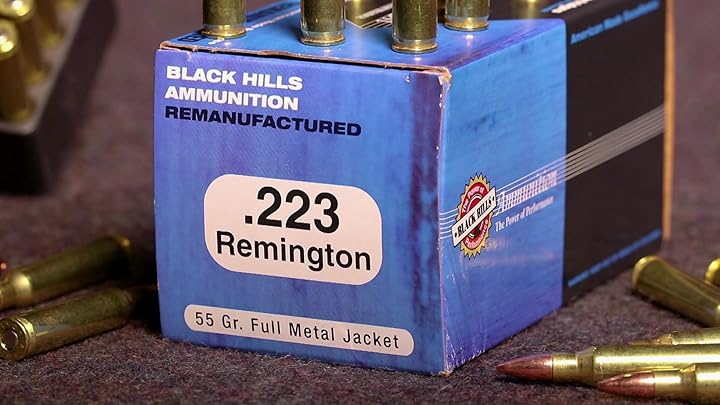 BLACK HILLS
AMMUNITION
REMANUFACTURED
.223
Remington
55 Gr. Full Metal Jacket
BLACK HILLS
The Power of Performance